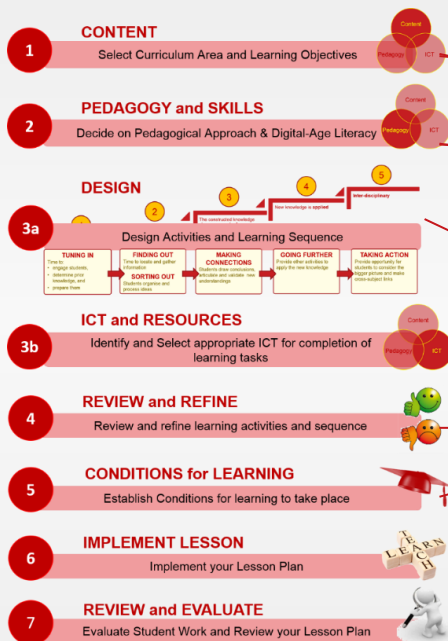 1
CONTENT
Select Curriculum Area and Learning Objectives
Content
Pedagogy
ICT
2
PEDAGOGY and SKILLS
Decide on Pedagogical Approach & Digital-Age Literacy
Content
Pedagogy
ICT
3a
DESIGN
2
3
4
5
The constructed knowledge
New knowledge is applied
Inter-disciplinary
Design Activities and Learning Sequence
TUNING IN
Time to:
engage students,
determine prior
knowledge, and
prepare them
FINDING OUT
Time to locate and gather
information
SORTING OUT
Students organise and
process ideas
MAKING
CONNECTIONS
Students draw conclusions,
articulate and validate new
understandings
GOING FURTHER
Provide other activities to
apply the new knowledge
TAKING ACTION
Provide opportunity for
students to consider the
bigger picture and make
cross-subject links
3b
ICT and RESOURCES
Identify and Select appropriate ICT for completion of
learning tasks
Content
Pedagogy
ICT
4
REVIEW and REFINE
Review and refine learning activities and sequence
5
CONDITIONS for LEARNING
Establish Conditions for learning to take place
6
IMPLEMENT LESSON
Implement your Lesson Plan
TEACH
LEARN
7
REVIEW and EVALUATE
Evaluate Student Work and Review your Lesson Plan